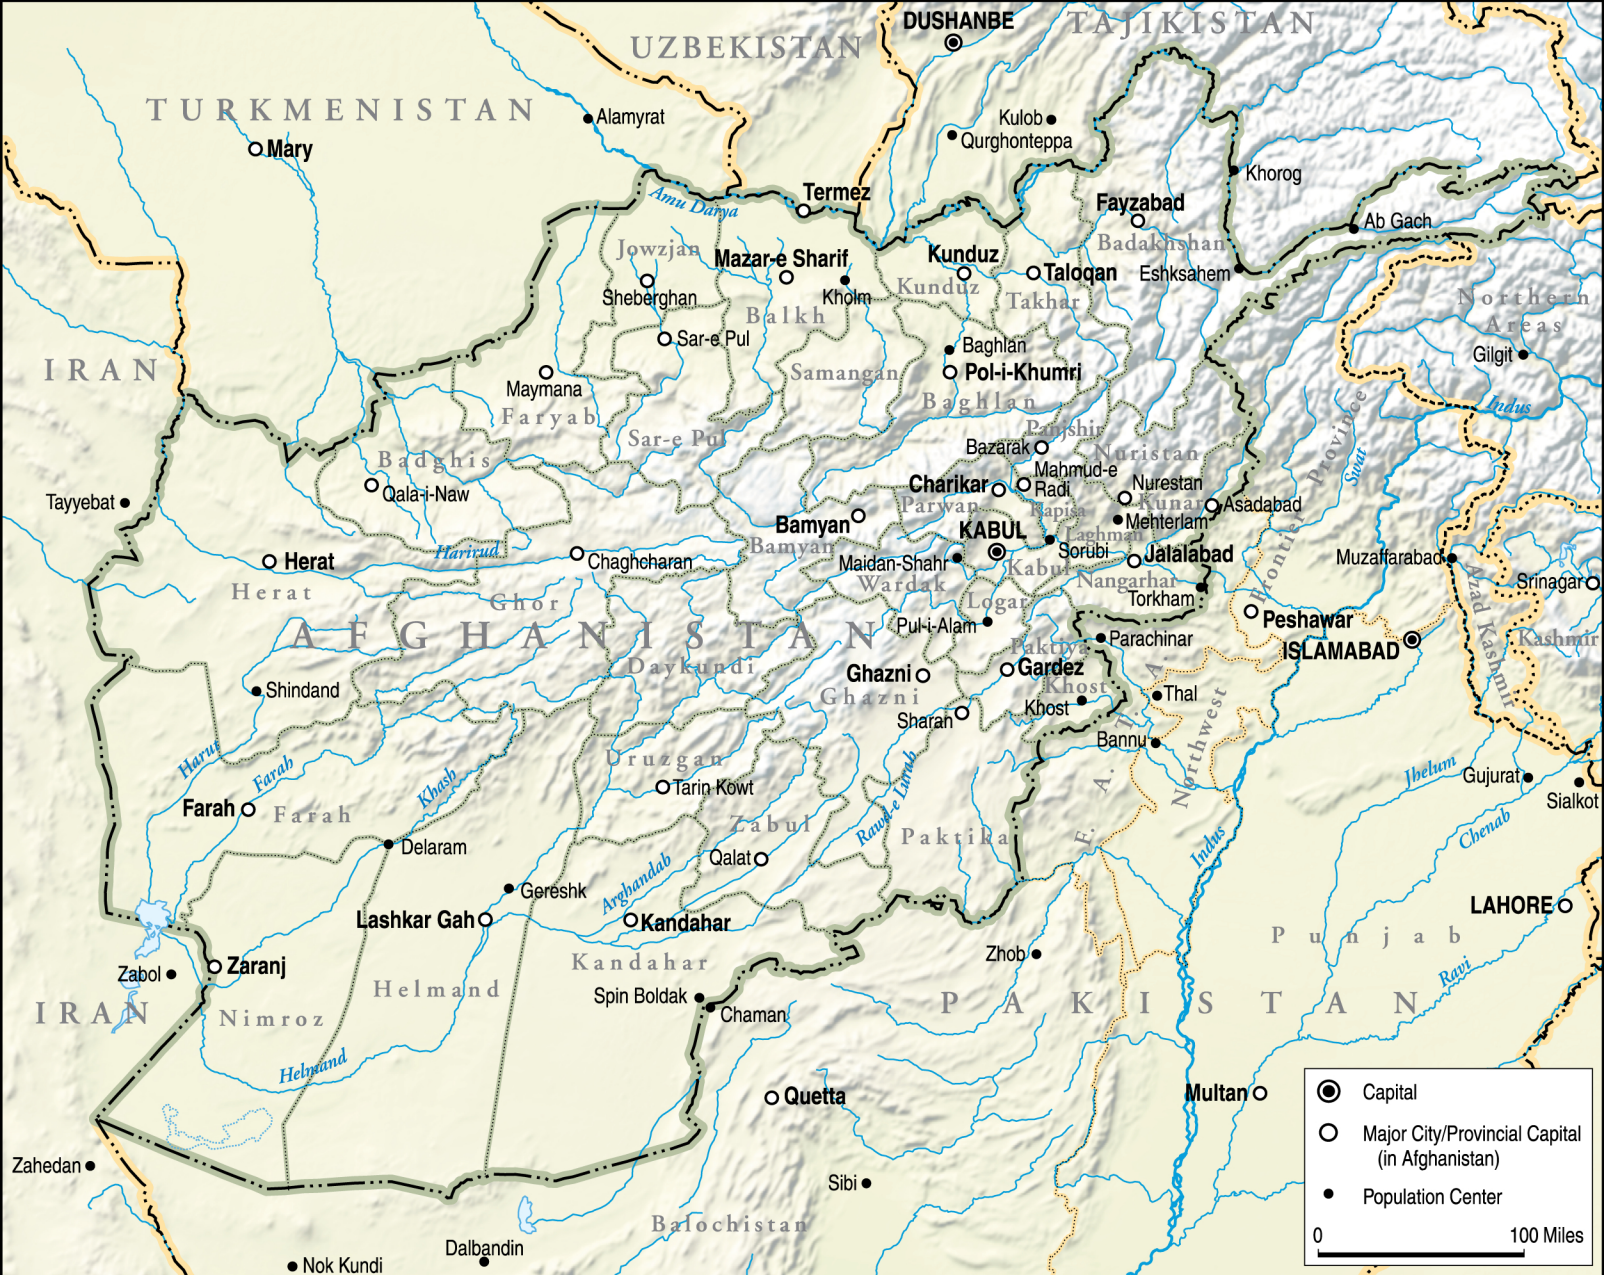 DUSHANBE
TAJIKISTAN
UZBEKISTAN
TURKMENISTAN
Alamyrat
Kulob
Qurghonteppa
Mary
Khorog
Termez
Amu Darya
Fayzabad
Ab Gach
Badakhshan
Jowzjan
Mazar-e Sharif
Kunduz
Taloqan
Eshksahem
Sheberghan
Kholm
Kunduz
Takhar
Northern
Areas
Balkh
Sar-e Pul
Baghlan
Gilgit
IRAN
Maymana
Samangan
Pol-i-Khumri
Faryab
Baghlan
Indus
Sar-e Pul
Panjshir
Bazarak
Badghis
Nuristan
Mahmud-e
Radi
Swat
Qala-i-Naw
Charikar
Nurestan
Tayyebat
Parwan
Kapisa
Kunar
Asadabad
Bamyan
KABUL
Mehterlam
Laghman
Harirud
Bamyan
Sorubi
Jalalabad
Herat
Chaghcharan
Maidan-Shahr
Kabul
Muzaffarabad
Wardak
Nangarhar
Srinagar
Herat
Ghor
Logar
Torkham
Frontier Province
Azad Kashmir
Peshawar
Pul-i-Alam
AFGHANISTAN
Parachinar
ISLAMABAD
Kashmir
Paktiya
Daykundi
Ghazni
Gardez
Ghazni
Khost
Thal
Shindand
Sharan
Khost
F. A. T. A
Bannu
Northwest
Harut
Farah
Khash
Uruzgan
Rawd-e Lurah
Jhelum
Gujurat
Tarin Kowt
Sialkot
Farah
Farah
Zabul
Paktika
Chenab
Delaram
Qalat
Indus
Gereshk
Arghandab
Lashkar Gah
Kandahar
LAHORE
Zhob
Punjab
Zaranj
Kandahar
Zabol
Ravi
Helmand
Spin Boldak
IRAN
Nimroz
Chaman
PAKISTAN
Helmand
Quetta
Multan
Capital
Major City/Provincial Capital
(in Afghanistan)
Zahedan
Sibi
Population Center
Balochistan
0 100 Miles
Dalbandin
Nok Kundi